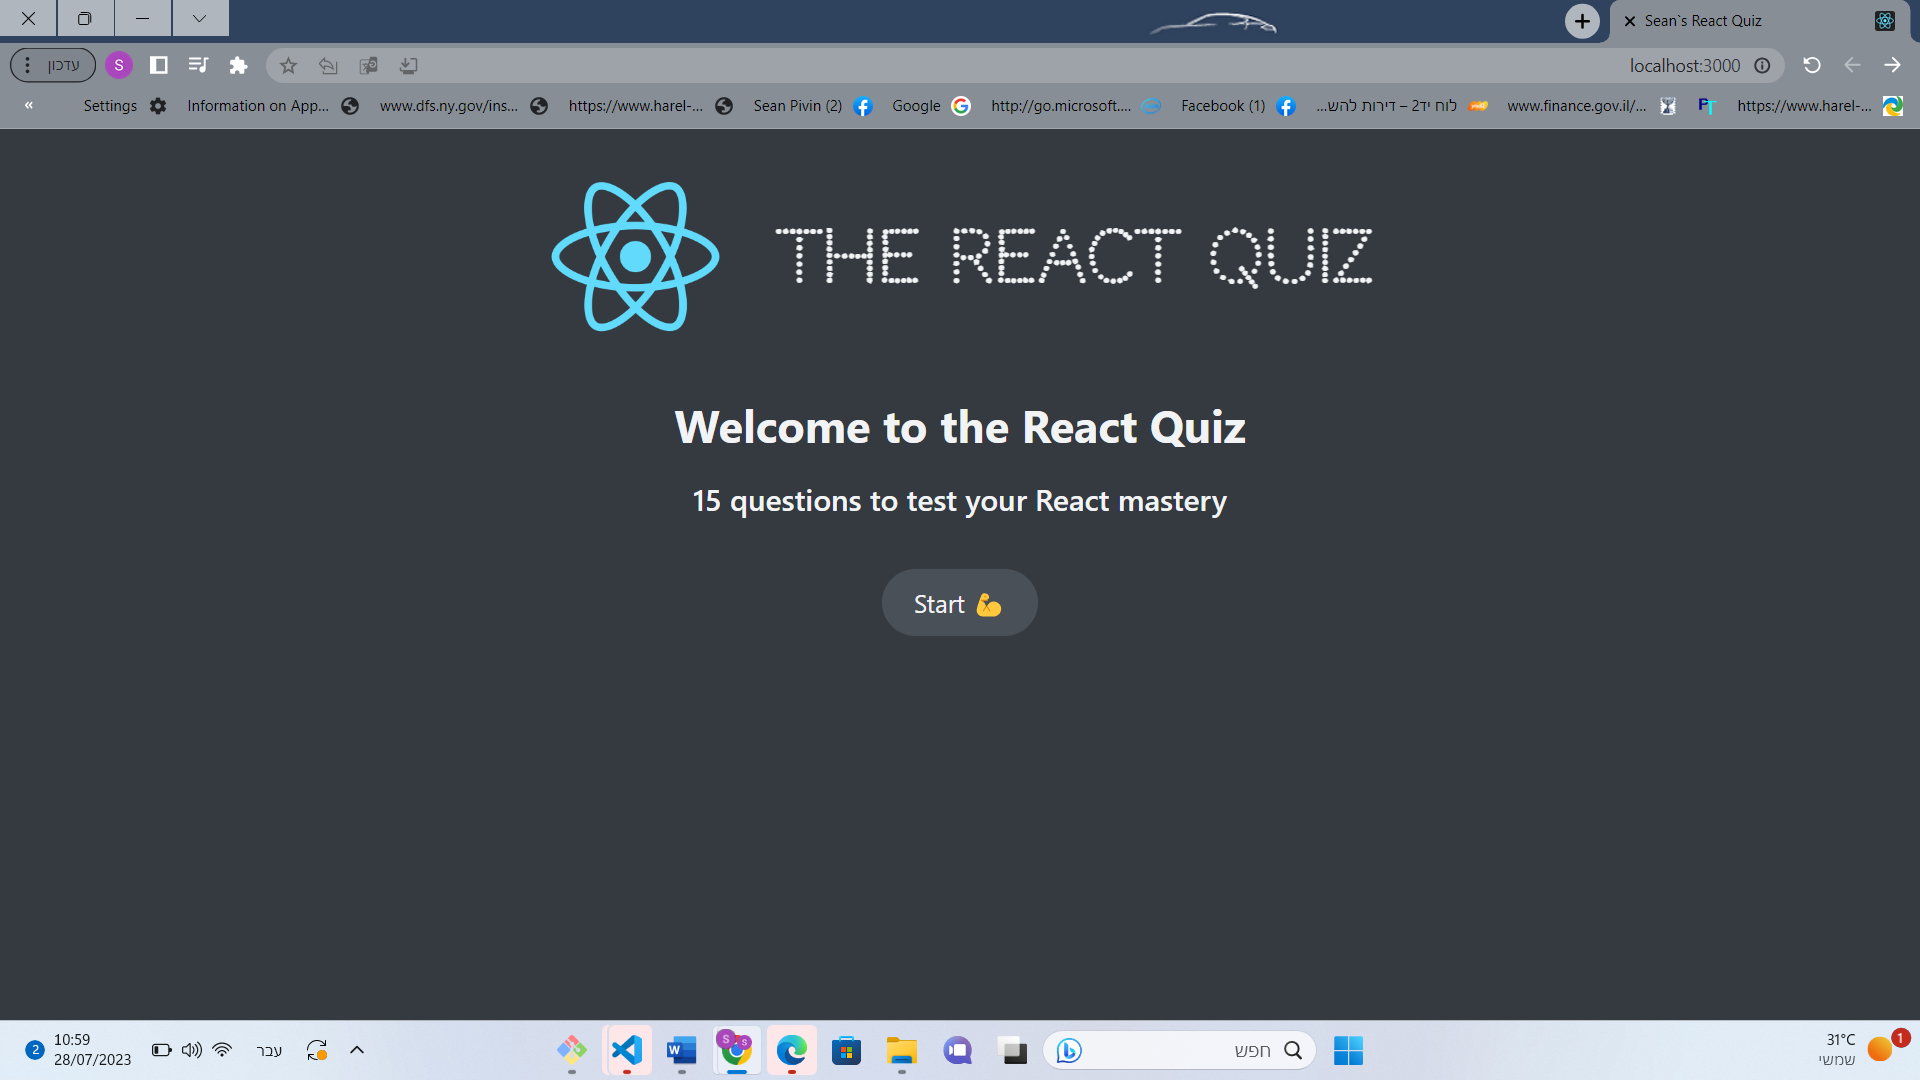 Sean`s React Quiz
עדכון
S
localhost:3000
«
Settings
Information on App...
www.dfs.ny.gov/ins...
https://www.harel-...
Sean Pivin (2)
Google
http://go.microsoft....
Facebook (1)
לוח יד2 – דירות להש...
www.finance.gov.il/...
PT
https://www.harel-...
THE REACT QUIZ
Welcome to the React Quiz
15 questions to test your React mastery
Start 💪
2
10:59
28/07/2023
עבר
חפש
31°C
שמשי
1